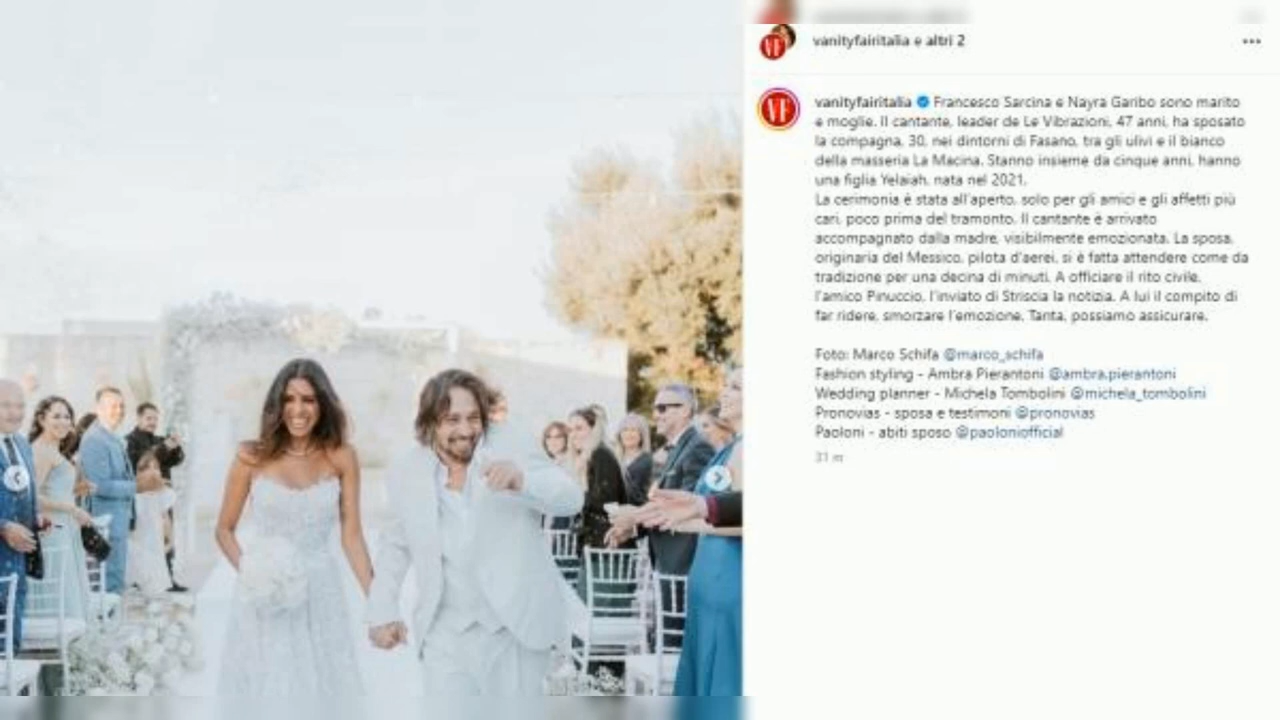 vanityfairitalia e altri 2
vanityfairitalia Francesco Sarcina e Nayra Garibo sono marito
e moglie. Il cantante, leader de Le Vibrazioni, 47 anni, ha sposato
la compagna, 30, nei dintorni di Fasano, tra gli ulivi e il bianco
della masseria La Macina. Stanno insieme da cinque anni, hanno
una figlia Yelaiah, nata nel 2021.
La cerimonia è stata all'aperto, solo per gli amici e gli affetti più
cari, poco prima del tramonto. Il cantante è arrivato
accompagnato dalla madre, visibilmente emozionata. La sposa,
originaria del Messico, pilota d'aerei, si è fatta attendere come da
tradizione per una decina di minuti. A officiare il rito civile,
l'amico Pinuccio, l'inviato di Striscia la notizia. A lui il compito di
far ridere, smorzare l'emozione. Tanta, possiamo assicurare.
Foto: Marco Schifa @marco_schifa
Fashion styling - Ambra Pierantoni @ambra.pierantoni
Wedding planner - Michela Tombolini @michela_tombolini
Pronovias - sposa e testimoni @pronovias
Paoloni - abiti sposo @paoloniofficial
31 m
VF
VF